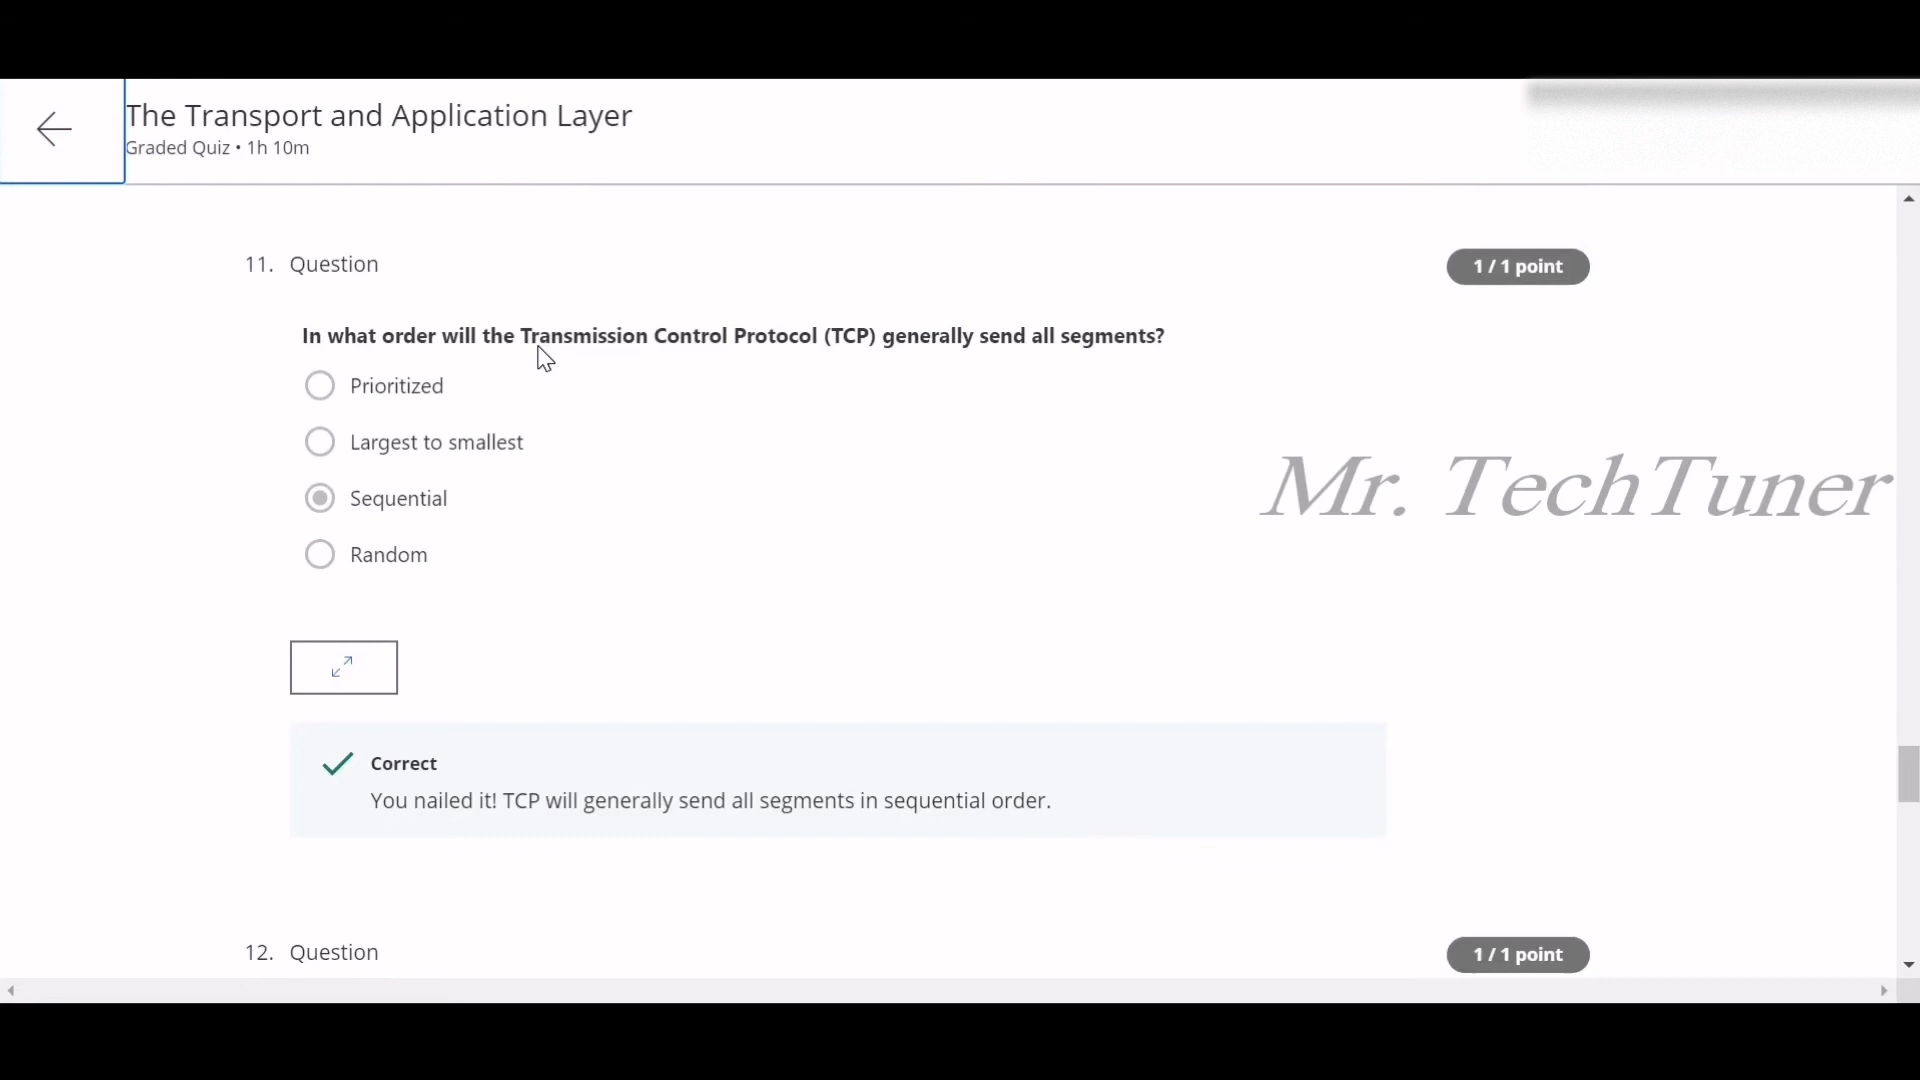 The Transport and Application Layer
Graded Quiz • 1h 10m
11. Question
1 / 1 point
In what order will the Transmission Control Protocol (TCP) generally send all segments?
Prioritized
Largest to smallest
Sequential
Random
Mr. TechTuner
Correct
You nailed it! TCP will generally send all segments in sequential order.
12. Question
1 / 1 point